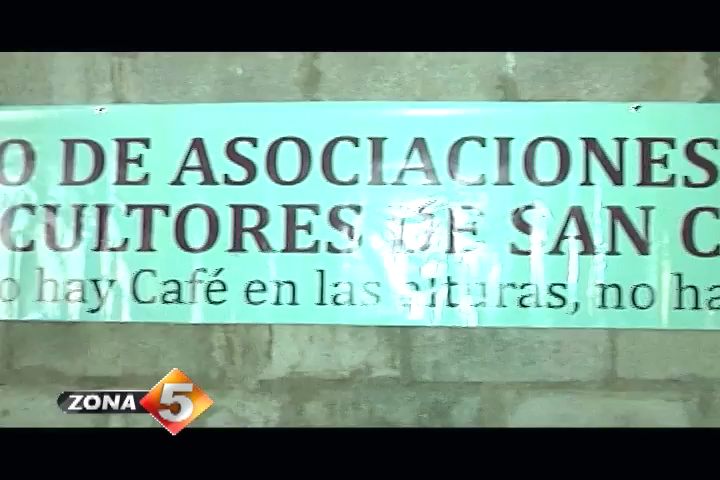 O DE ASOCIACIONES
CULTORES DE SAN C
o hay Café en las alturas, no ha
ZONA 5